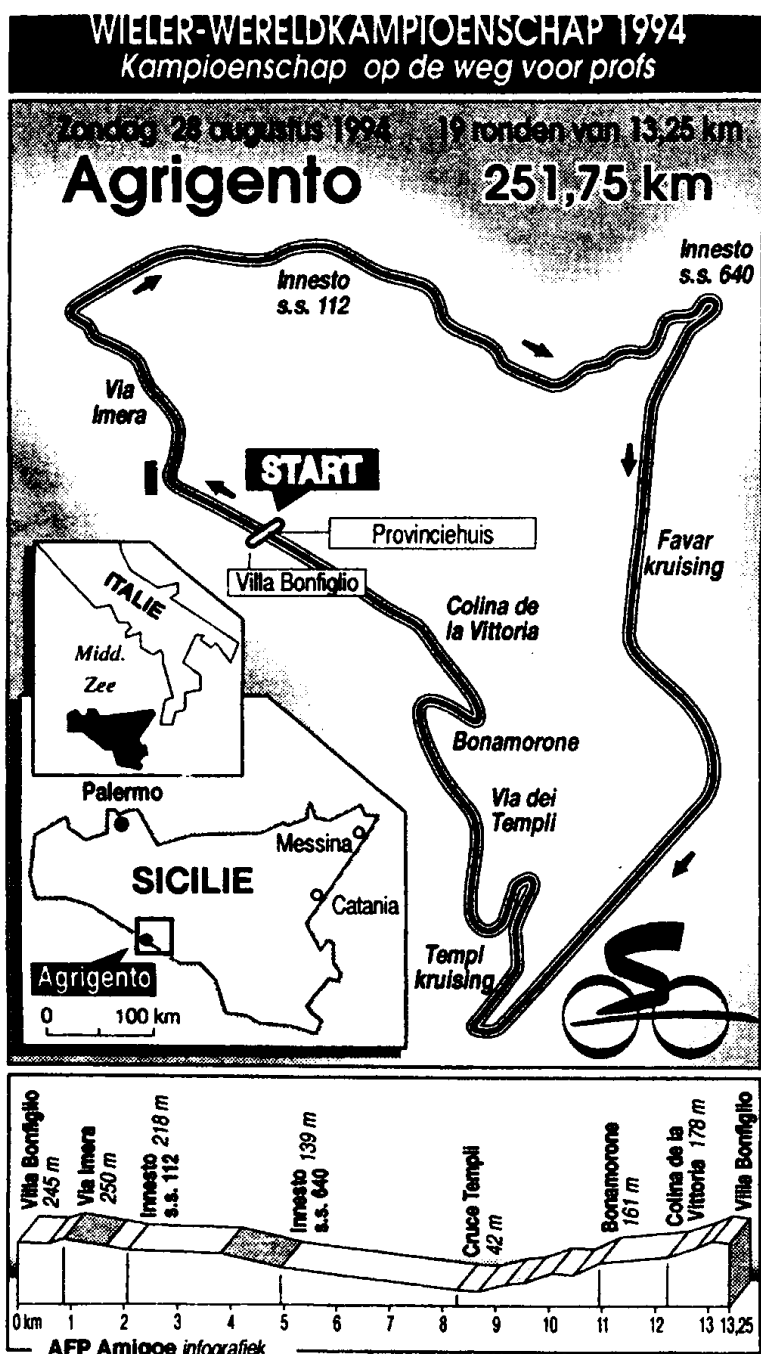 WIELER-WERELDKAMPIOENSCHAP 1994
Kampioenschap op de weg voor profs
Zondag 28 augustus 1994 19 ronden van 13,25 km
Agrigento 251,75 km
Innesto
s.s. 640
Innesto
s.s. 112
Via
Imera
START
Provinciehuis
Villa Bonfiglio
Favar
kruising
Colina de
la Vittoria
Bonamorone
Via dei
Templi
Templ
kruising
ITALIE
Midd.
Zee
Palermo
Messina
SICILIE
Catania
Agrigento
0 100 km
Villa Bonfiglio
245 m
Via Imera
250 m
Innesto 218 m
s.s. 112
Innesto 139 m
s.s. 640
Cruce Templi
42 m
Bonamorone
161 m
Colina de la
Vittoria 178 m
Villa Bonfiglio
0 km 1 2 3 4 5 6 7 8 9 10 11 12 13 13,25
AFP Amigoe infografiek